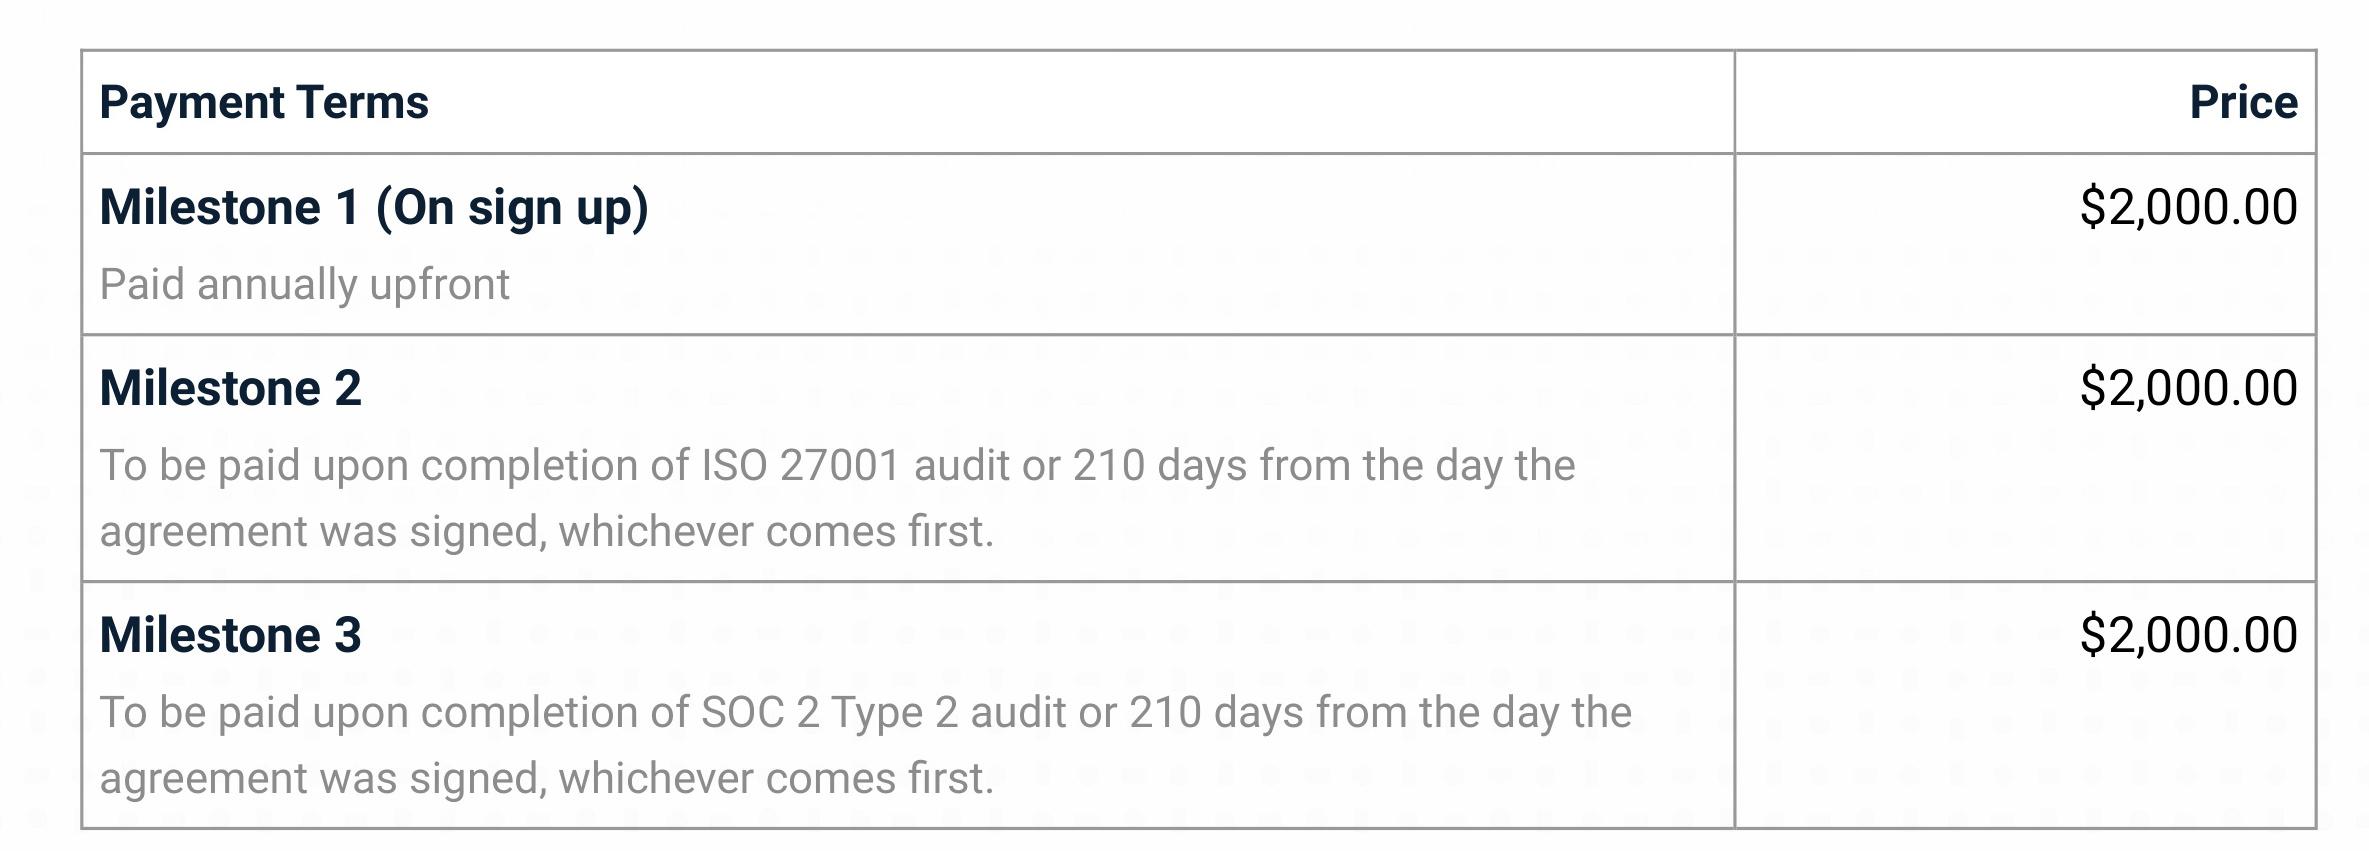 Payment Terms Price
Milestone 1 (On sign up) $2,000.00
Paid annually upfront
Milestone 2 $2,000.00
To be paid upon completion of ISO 27001 audit or 210 days from the day the
agreement was signed, whichever comes first.
Milestone 3 $2,000.00
To be paid upon completion of SOC 2 Type 2 audit or 210 days from the day the
agreement was signed, whichever comes first.